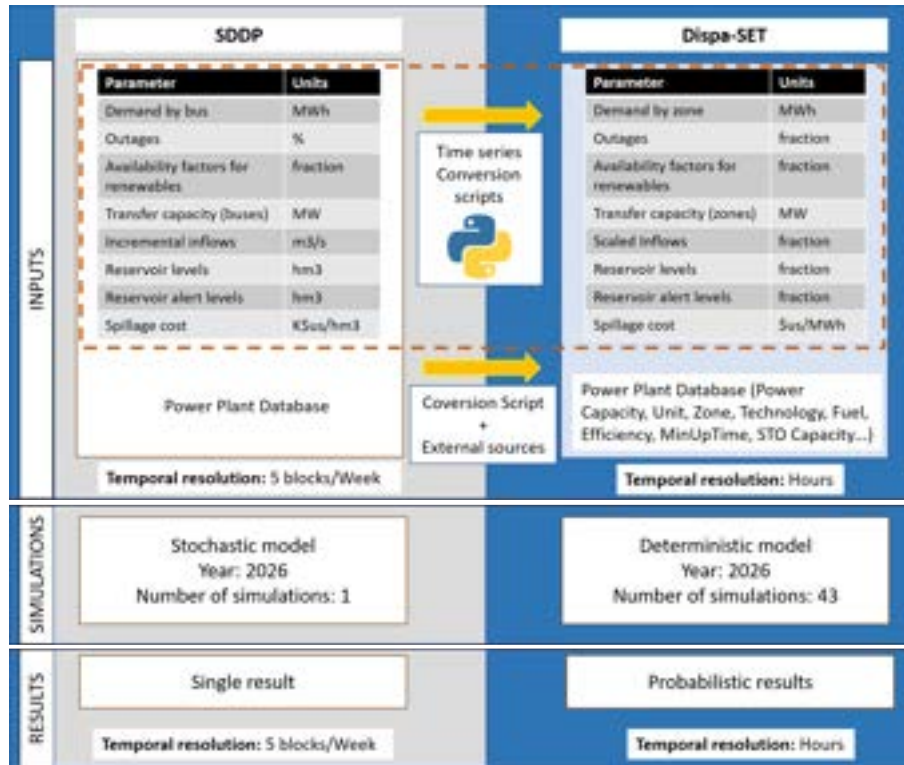 SDDP
Dispa-SET
INPUTS
Parameter Units
Demand by bus MWh
Outages %
Availability factors for fraction
renewables
Transfer capacity (buses) MW
Incremental inflows m3/s
Reservoir levels hm3
Reservoir alert levels hm3
Spillage cost K$us/hm3
Time series
Conversion
scripts
Parameter Units
Demand by zone MWh
Outages fraction
Availability factors for fraction
renewables
Transfer capacity (zones) MW
Scaled Inflows fraction
Reservoir levels fraction
Reservoir alert levels fraction
Spillage cost $us/MWh
Power Plant Database
Coversion Script
+
External sources
Power Plant Database (Power
Capacity, Unit, Zone, Technology, Fuel,
Efficiency, MinUpTime, STO Capacity...)
Temporal resolution: 5 blocks/Week
Temporal resolution: Hours
SIMULATIONS
Stochastic model
Year: 2026
Number of simulations: 1
Deterministic model
Year: 2026
Number of simulations: 43
RESULTS
Single result
Probabilistic results
Temporal resolution: 5 blocks/Week
Temporal resolution: Hours